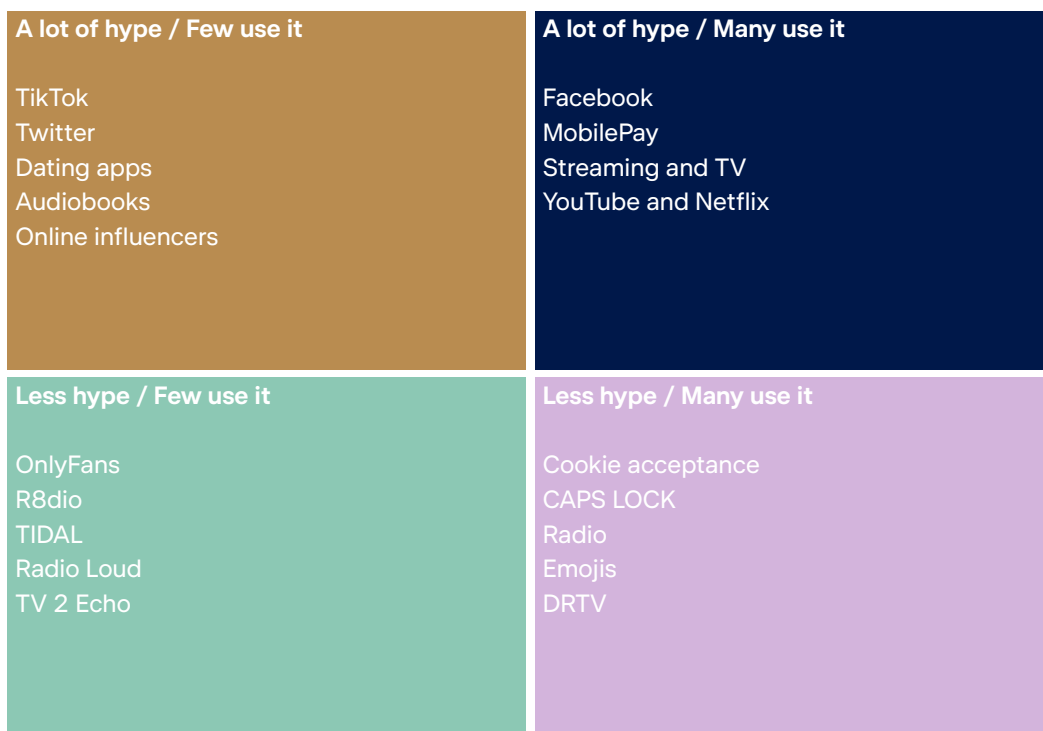 A lot of hype / Few use it
TikTok
Twitter
Dating apps
Audiobooks
Online influencers
A lot of hype / Many use it
Facebook
MobilePay
Streaming and TV
YouTube and Netflix
Less hype / Few use it
OnlyFans
R8dio
TIDAL
Radio Loud
TV 2 Echo
Less hype / Many use it
Cookie acceptance
CAPS LOCK
Radio
Emojis
DRTV